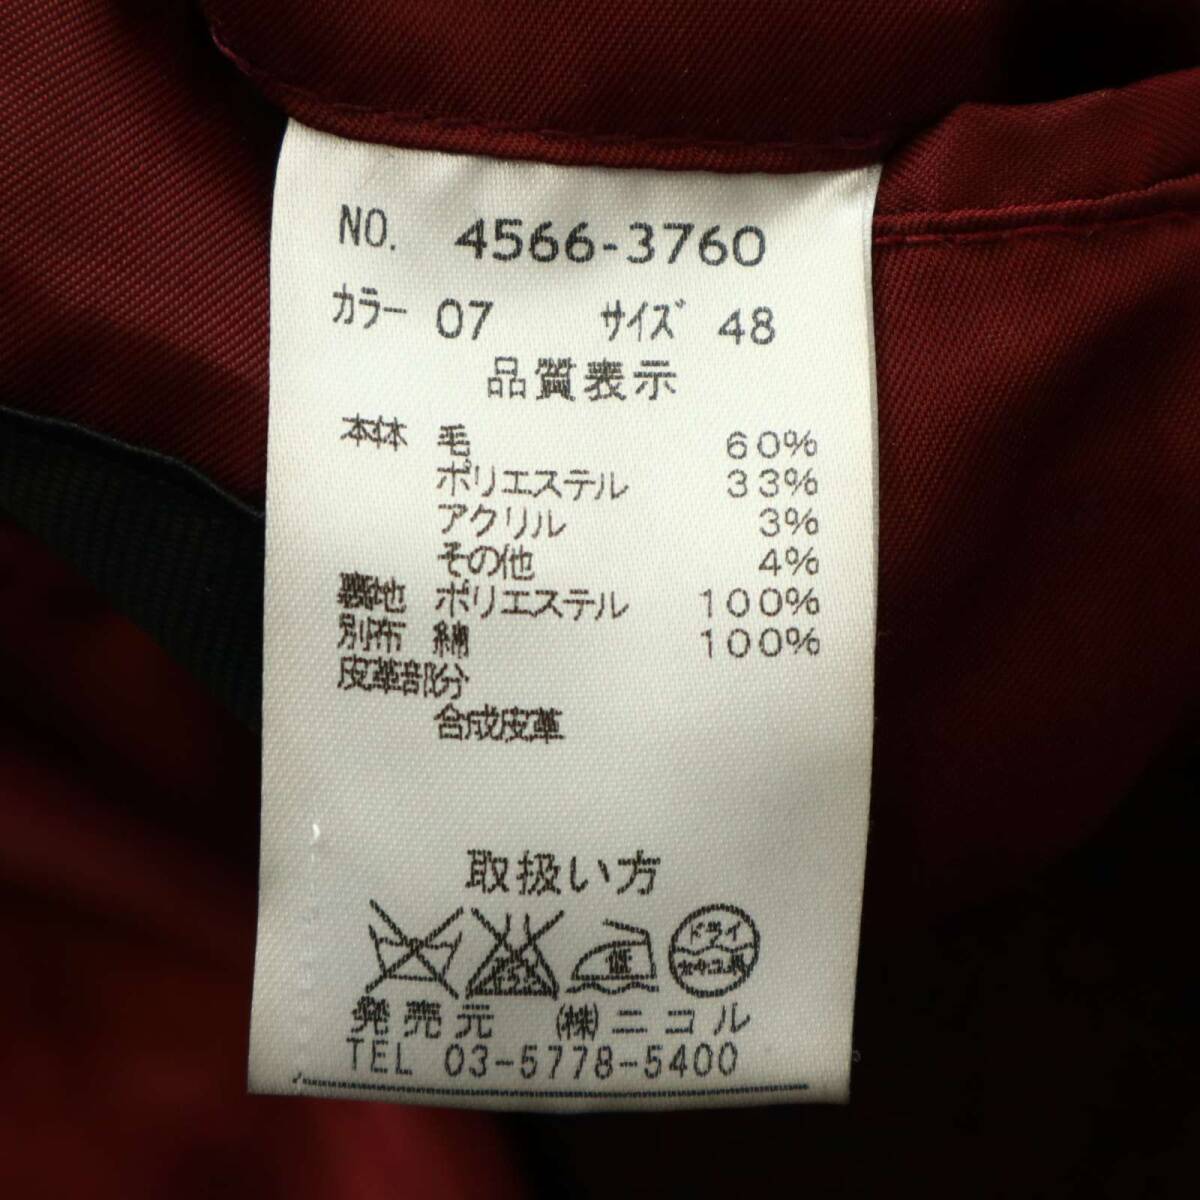 NO. 4566-3760
カラー 07 サイズ 48
品質表示
本体 毛 60%
ポリエステル 33%
アクリル 3%
その他 4%
裏地 ポリエステル 100%
別布 綿 100%
皮革部分
合成皮革
取扱い方
ドライ
発売元 (株)ニコル
TEL 03-5778-5400